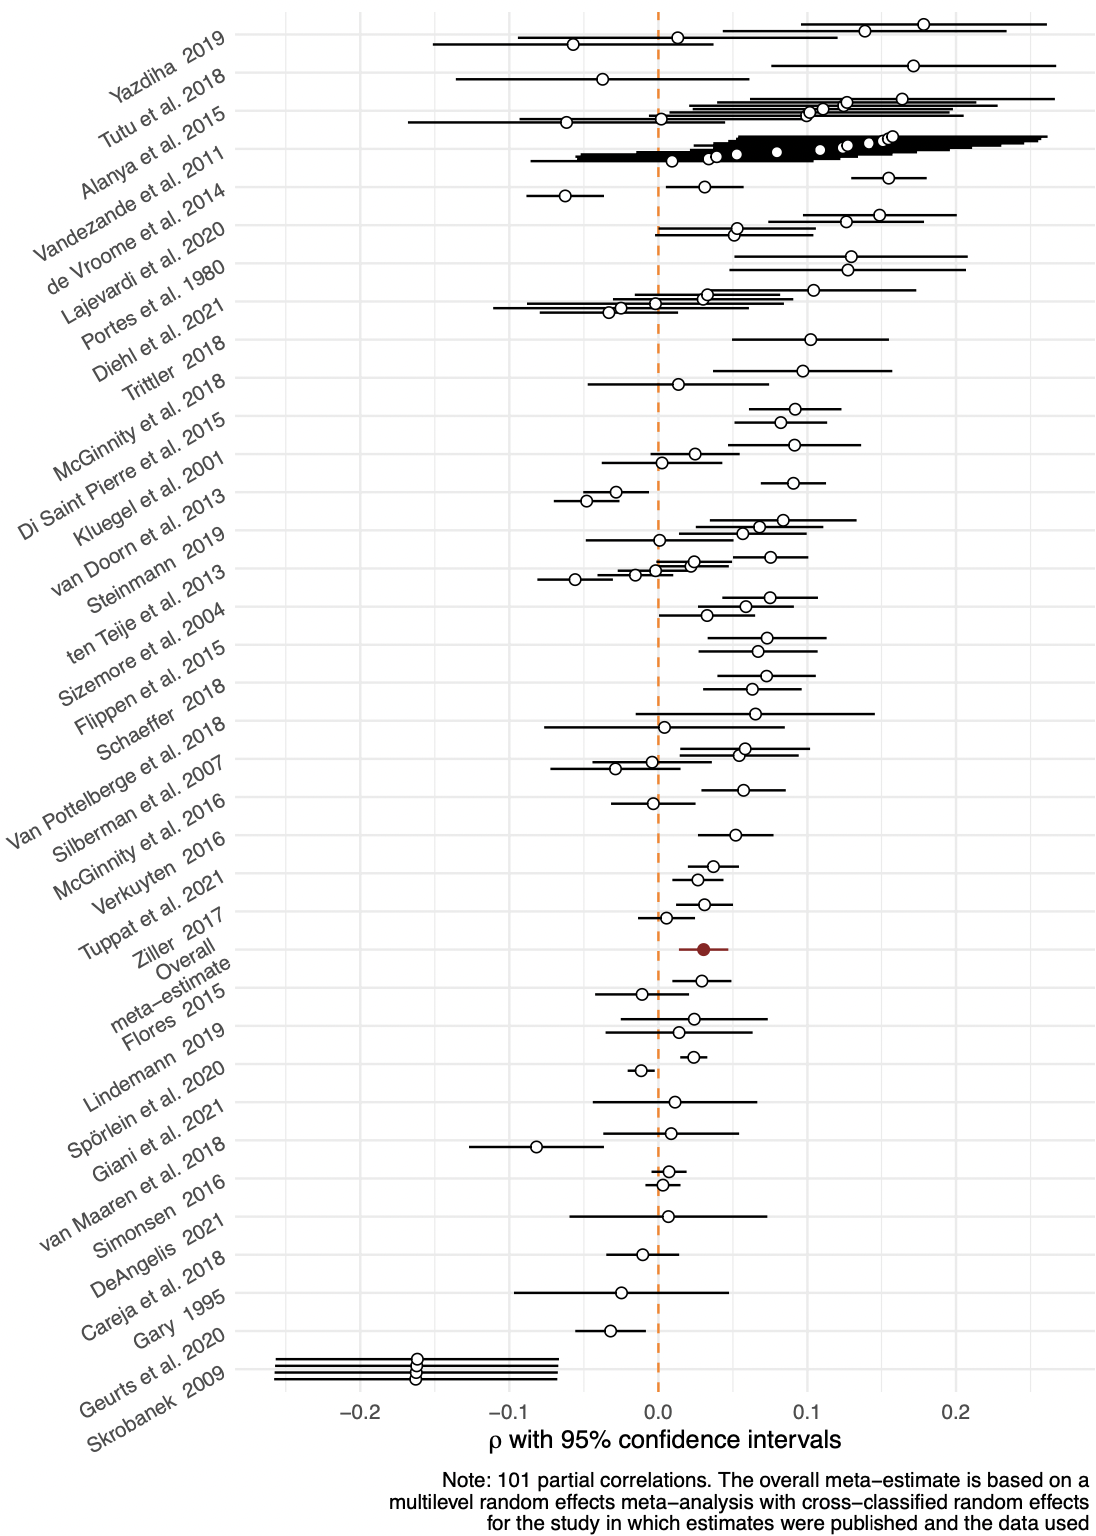 Yazdiha 2019
Tutu et al. 2018
Alanya et al. 2015
Vandezande et al. 2011
de Vroome et al. 2014
Lajevardi et al. 2020
Portes et al. 1980
Diehl et al. 2021
Trittler 2018
McGinnity et al. 2018
Di Saint Pierre et al. 2015
Kluegel et al. 2001
van Doorn et al. 2013
Steinmann 2019
ten Teije et al. 2013
Sizemore et al. 2004
Flippen et al. 2015
Schaeffer 2018
Van Pottelberge et al. 2018
Silberman et al. 2007
McGinnity et al. 2016
Verkuyten 2016
Tuppat et al. 2021
Ziller 2017
Overall
meta−estimate
Flores 2015
Lindemann 2019
Spörlein et al. 2020
Giani et al. 2021
van Maaren et al. 2018
Simonsen 2016
DeAngelis 2021
Careja et al. 2018
Gary 1995
Geurts et al. 2020
Skrobanek 2009
−0.2 −0.1 0.0 0.1 0.2
ρ with 95% confidence intervals
Note: 101 partial correlations. The overall meta−estimate is based on a
multilevel random effects meta−analysis with cross−classified random effects
for the study in which estimates were published and the data used